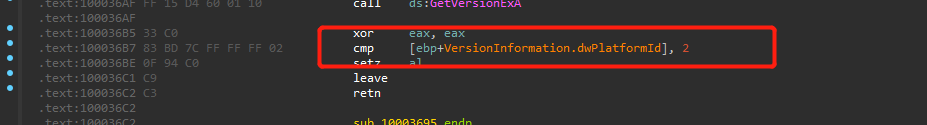 .text:100036AF FF 15 D4 60 01 10 call ds:GetVersionExA
.text:100036AF
.text:100036B5 33 C0 xor eax, eax
.text:100036B7 83 BD 7C FF FF FF 02 cmp [ebp+VersionInformation.dwPlatformId], 2
.text:100036BE 0F 94 C0 setz al
.text:100036C1 C9 leave
.text:100036C2 C3 retn
.text:100036C2
.text:100036C2 sub_10003695 endp